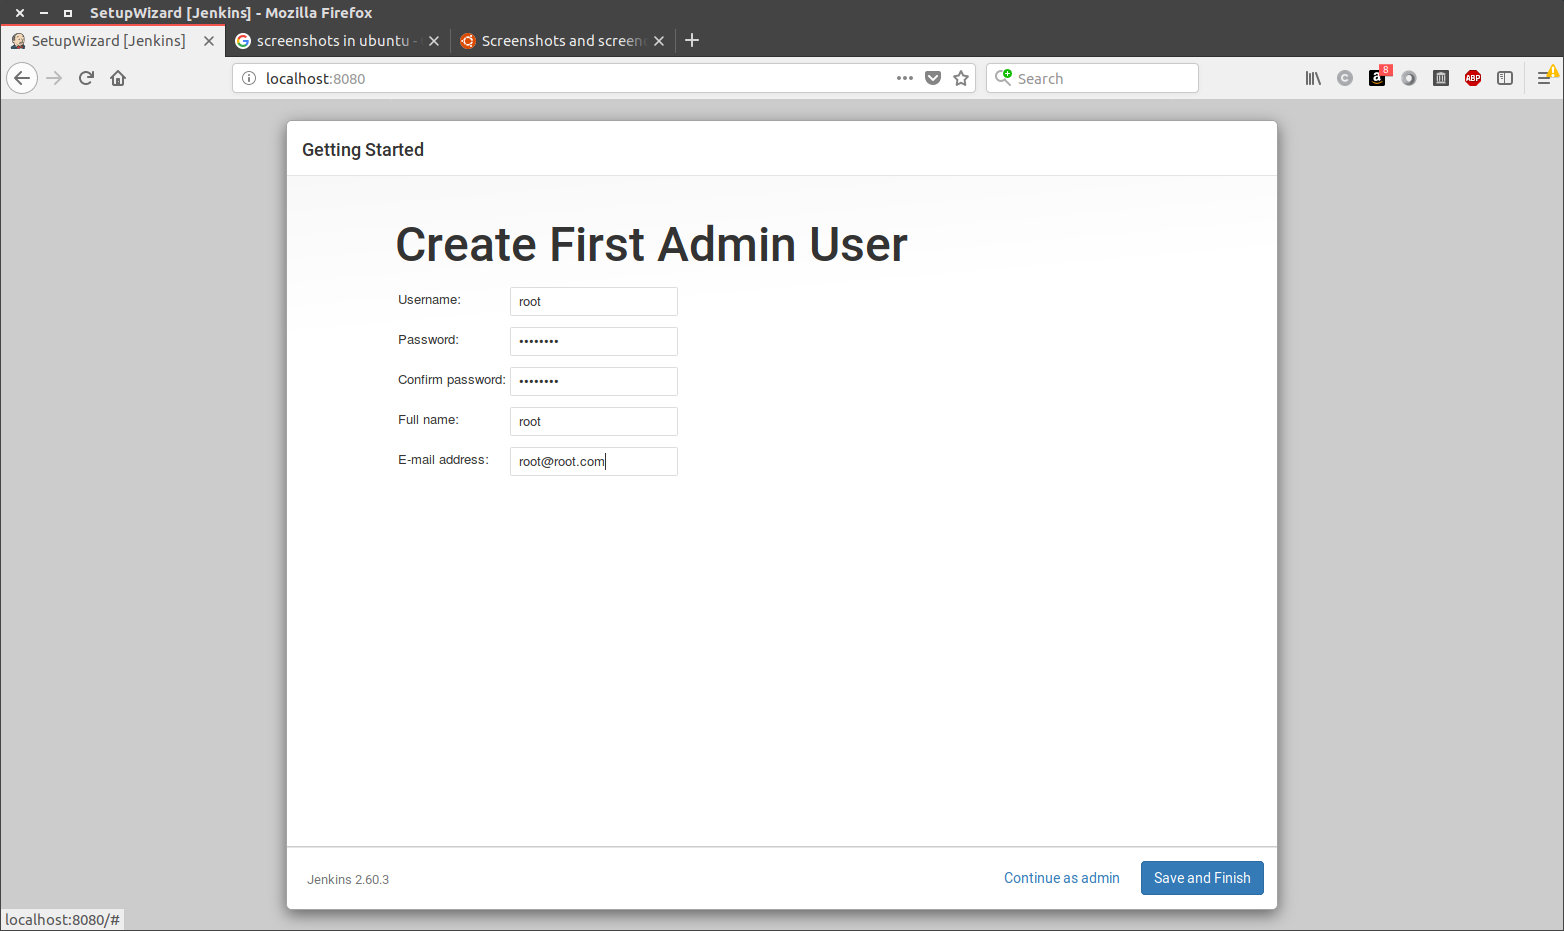 SetupWizard [Jenkins] - Mozilla Firefox
SetupWizard [Jenkins]
screenshots in ubuntu -
Screenshots and screen
localhost:8080
Search
8
ABP
Getting Started
Create First Admin User
Username: root
Password: ••••••••
Confirm password: ••••••••
Full name: root
E-mail address: root@root.com
Jenkins 2.60.3
Continue as admin
Save and Finish
localhost:8080/#